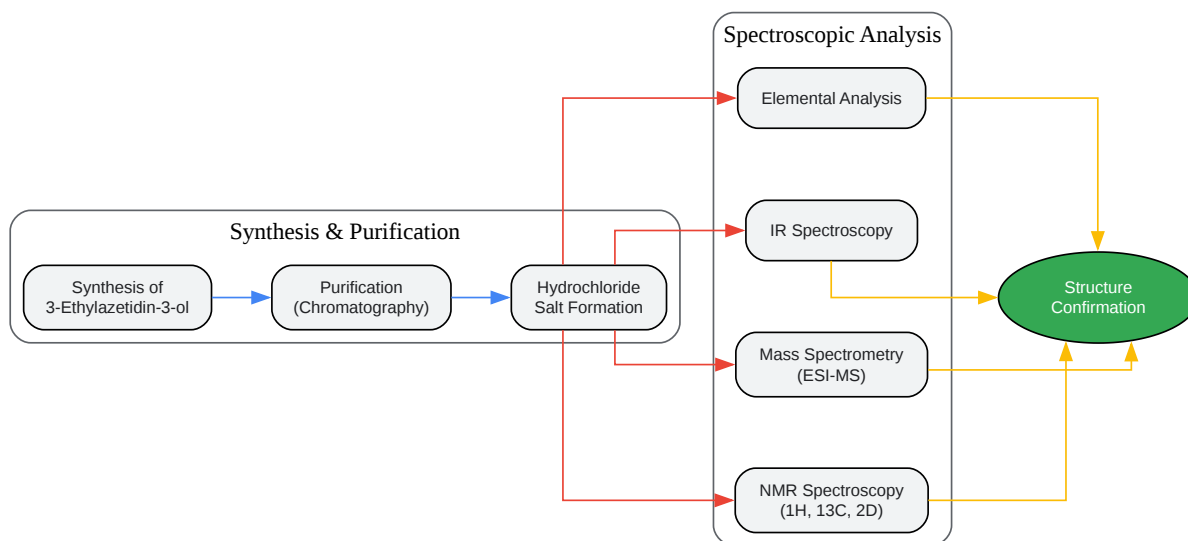 Spectroscopic Analysis
Elemental Analysis
IR Spectroscopy
Synthesis & Purification
Synthesis of
3-Ethylazetidin-3-ol
Purification
(Chromatography)
Hydrochloride
Salt Formation
Structure
Confirmation
Mass Spectrometry
(ESI-MS)
NMR Spectroscopy
(1H, 13C, 2D)